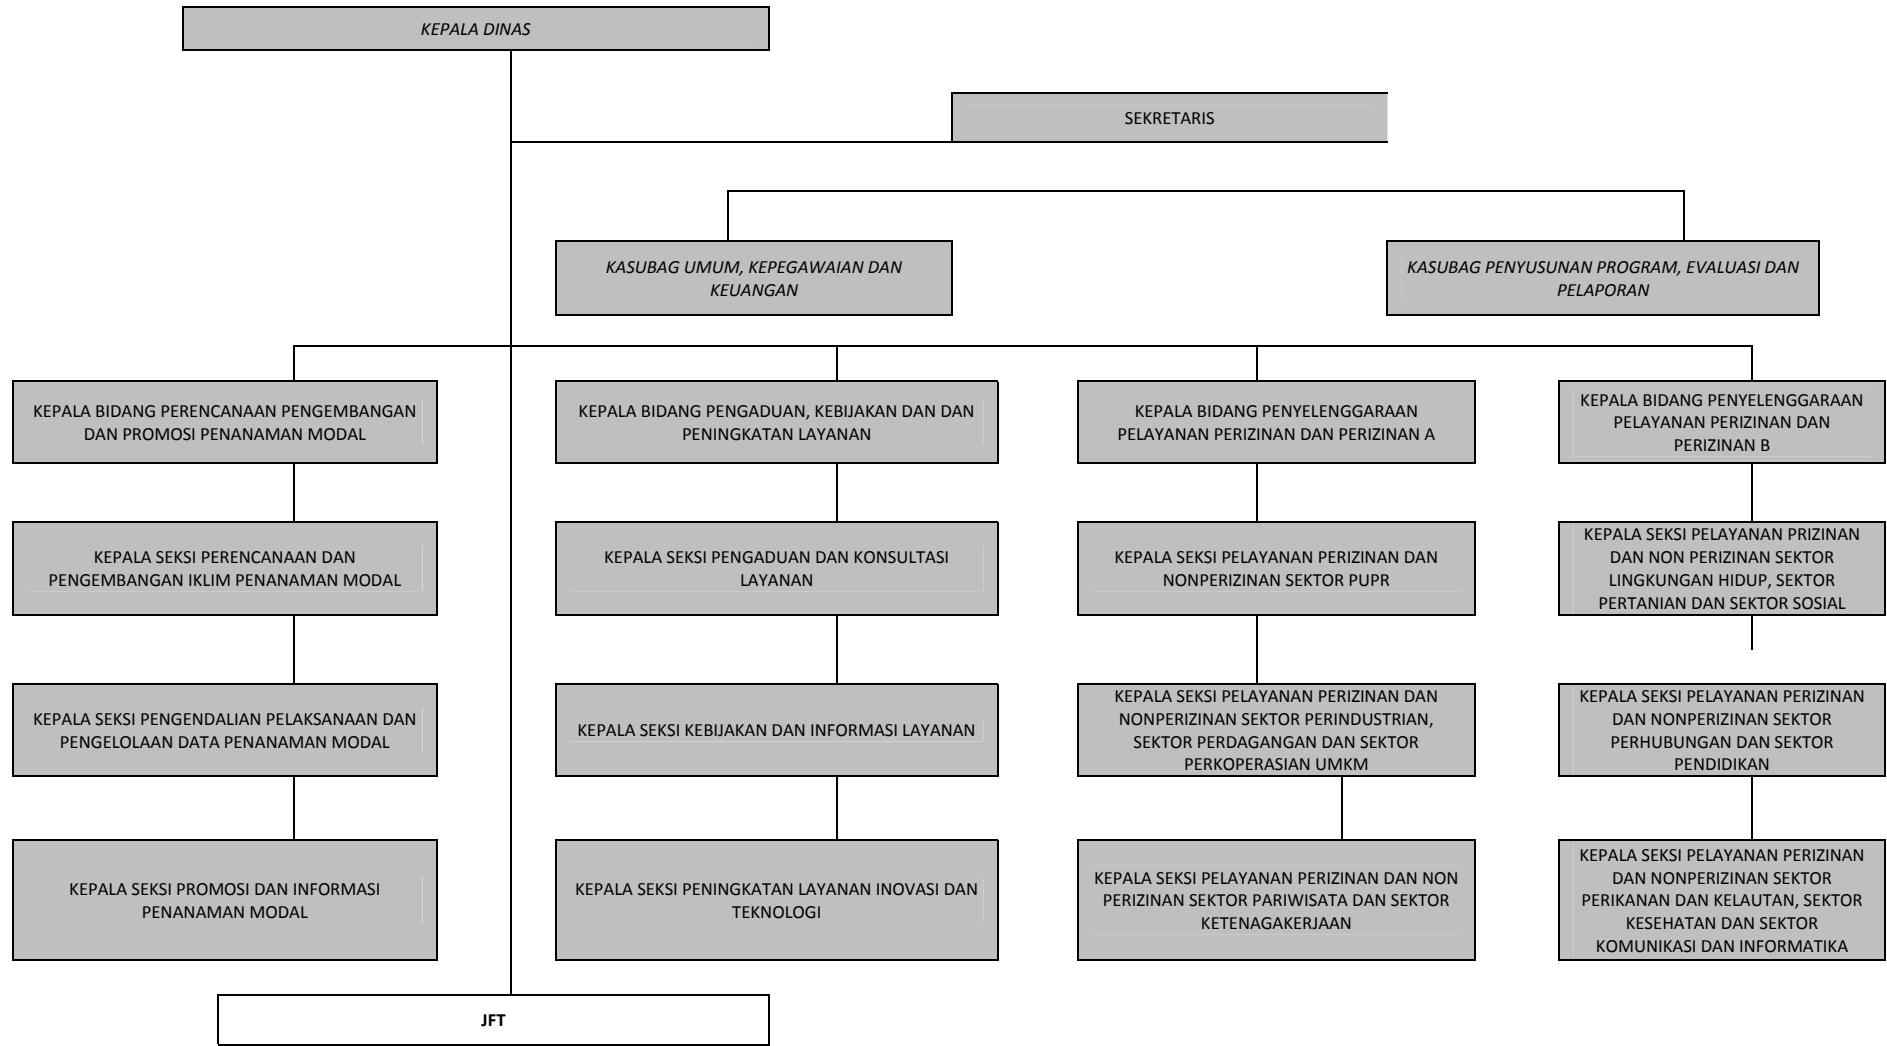 KEPALA DINAS
SEKRETARIS
KASUBAG UMUM, KEPEGAWAIAN DAN
KEUANGAN
KASUBAG PENYUSUNAN PROGRAM, EVALUASI DAN
PELAPORAN
KEPALA BIDANG PERENCANAAN PENGEMBANGAN
DAN PROMOSI PENANAMAN MODAL
KEPALA BIDANG PENGADUAN, KEBIJAKAN DAN DAN
PENINGKATAN LAYANAN
KEPALA BIDANG PENYELENGGARAAN
PELAYANAN PERIZINAN DAN PERIZINAN A
KEPALA BIDANG PENYELENGGARAAN
PELAYANAN PERIZINAN DAN
PERIZINAN B
KEPALA SEKSI PERENCANAAN DAN
PENGEMBANGAN IKLIM PENANAMAN MODAL
KEPALA SEKSI PENGADUAN DAN KONSULTASI
LAYANAN
KEPALA SEKSI PELAYANAN PERIZINAN DAN
NONPERIZINAN SEKTOR PUPR
KEPALA SEKSI PELAYANAN PRIZINAN
DAN NON PERIZINAN SEKTOR
LINGKUNGAN HIDUP, SEKTOR
PERTANIAN DAN SEKTOR SOSIAL
KEPALA SEKSI PENGENDALIAN PELAKSANAAN DAN
PENGELOLAAN DATA PENANAMAN MODAL
KEPALA SEKSI KEBIJAKAN DAN INFORMASI LAYANAN
KEPALA SEKSI PELAYANAN PERIZINAN DAN
NONPERIZINAN SEKTOR PERINDUSTRIAN,
SEKTOR PERDAGANGAN DAN SEKTOR
PERKOPERASIAN UMKM
KEPALA SEKSI PELAYANAN PERIZINAN
DAN NONPERIZINAN SEKTOR
PERHUBUNGAN DAN SEKTOR
PENDIDIKAN
KEPALA SEKSI PROMOSI DAN INFORMASI
PENANAMAN MODAL
KEPALA SEKSI PENINGKATAN LAYANAN INOVASI DAN
TEKNOLOGI
KEPALA SEKSI PELAYANAN PERIZINAN DAN NON
PERIZINAN SEKTOR PARIWISATA DAN SEKTOR
KETENAGAKERJAAN
KEPALA SEKSI PELAYANAN PERIZINAN
DAN NONPERIZINAN SEKTOR
PERIKANAN DAN KELAUTAN, SEKTOR
KESEHATAN DAN SEKTOR
KOMUNIKASI DAN INFORMATIKA
JFT